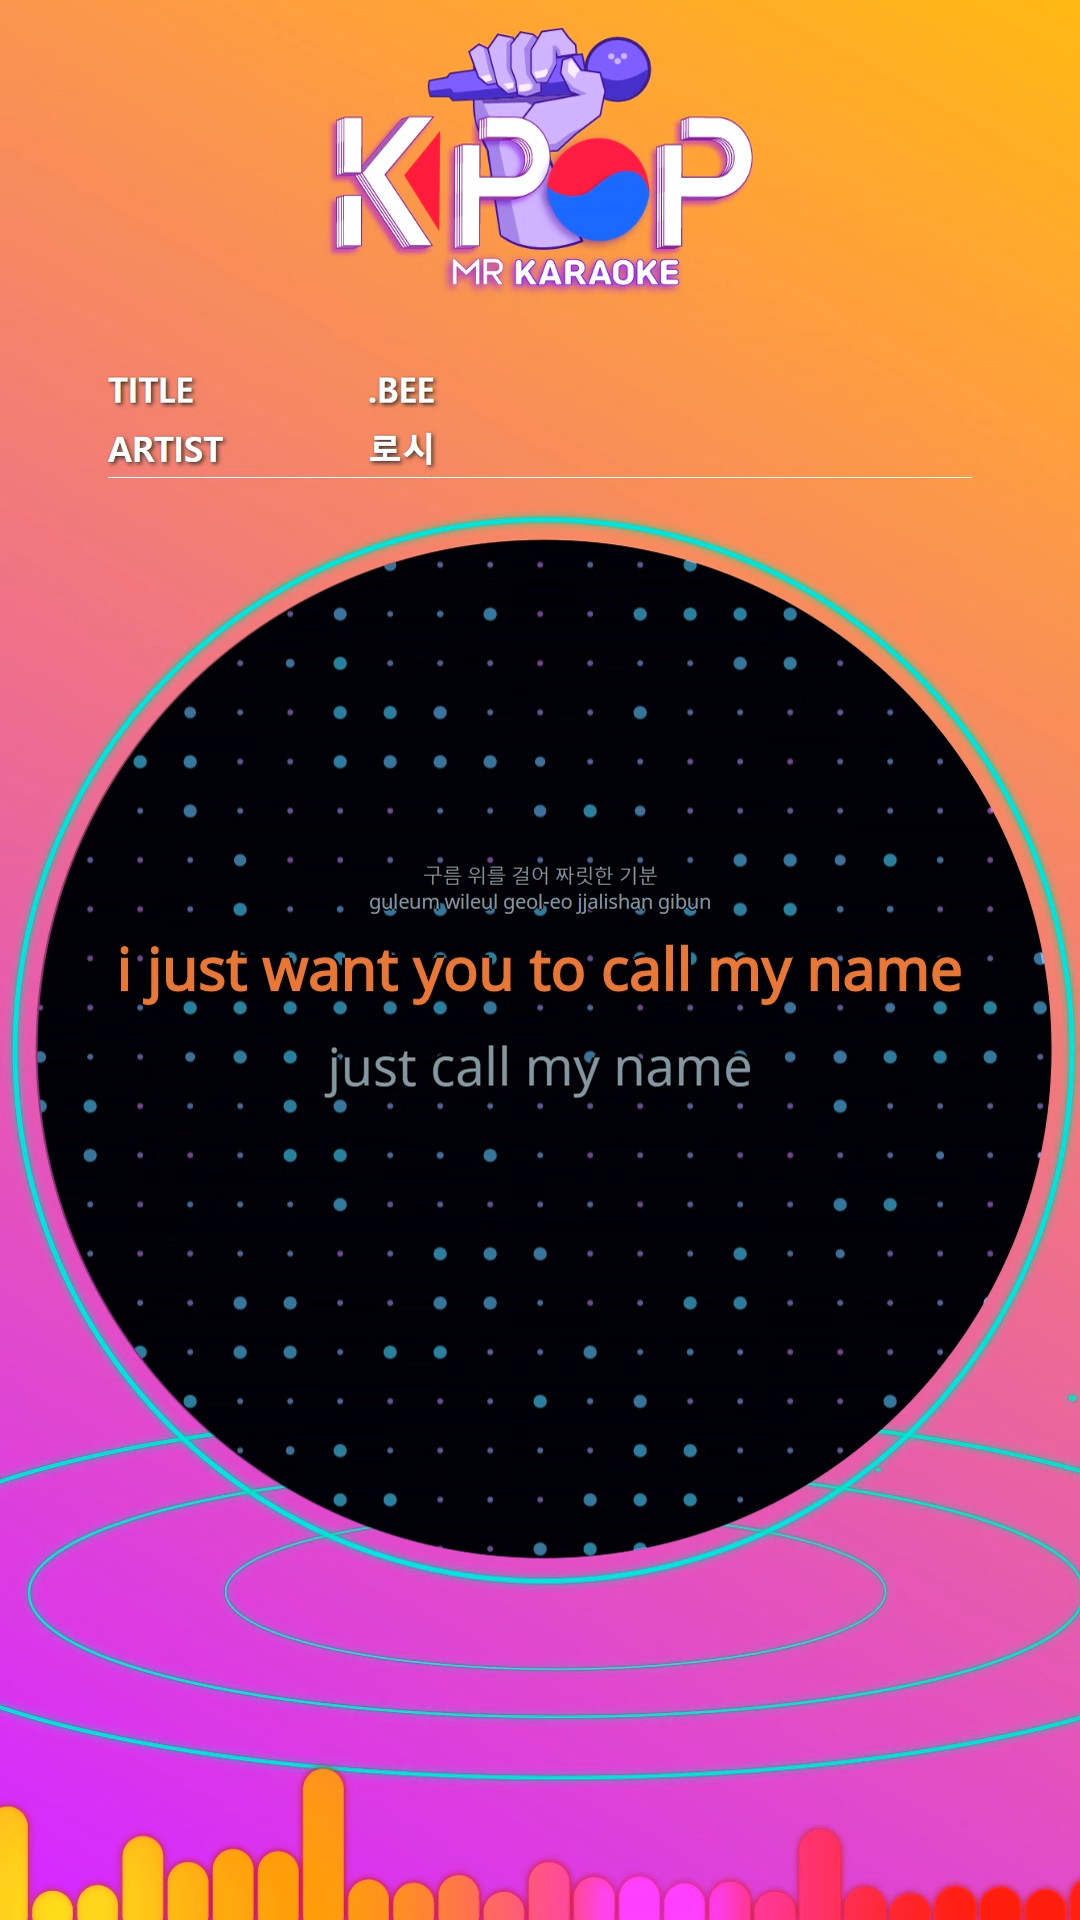 KPOP
MR KARAOKE
TITLE .BEE
ARTIST 로시
구름 위를 걸어 짜릿한 기분
guleum wileul geol-eo jjalishan gibun
i just want you to call my name
just call my name